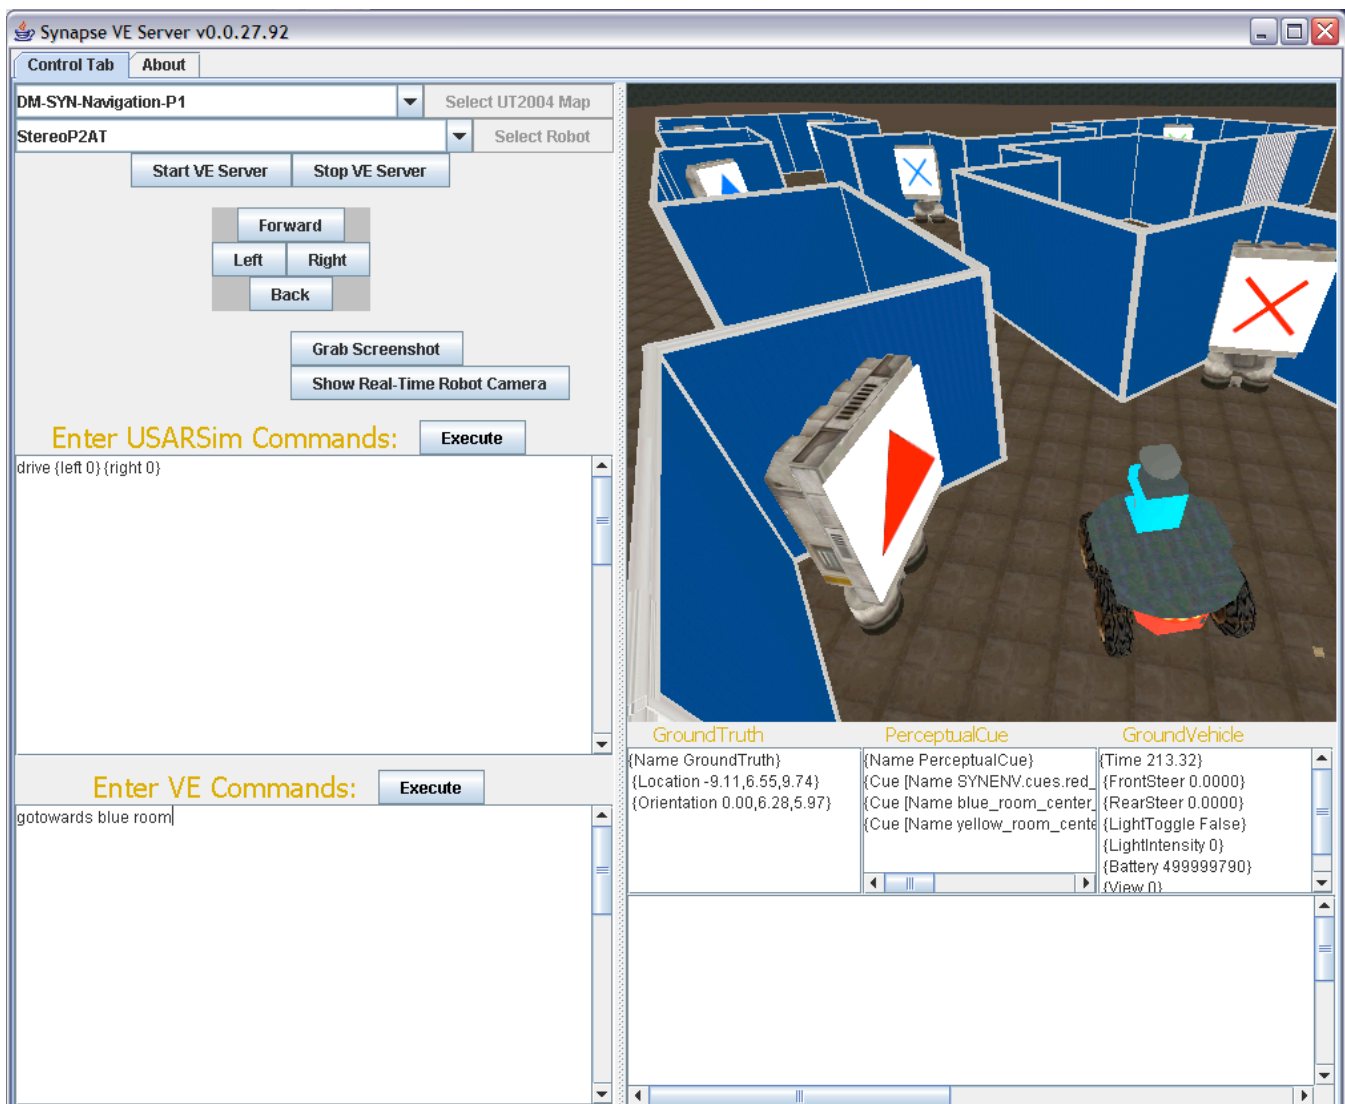 Synapse VE Server v0.0.27.92
Control Tab
About
DM-SYN-Navigation-P1
Select UT2004 Map
StereoP2AT
Select Robot
Start VE Server
Stop VE Server
Forward
Left
Right
Back
Grab Screenshot
Show Real-Time Robot Camera
Enter USARSim Commands:
Execute
drive {left 0} {right 0}
Enter VE Commands:
Execute
gotowards blue room
GroundTruth
{Name GroundTruth}
{Location -9.11,6.55,9.74}
{Orientation 0.00,6.28,5.97}
PerceptualCue
{Name PerceptualCue}
{Cue [Name SYNENV.cues.red_
{Cue [Name blue_room_center_
{Cue [Name yellow_room_cente
GroundVehicle
{Time 213.32}
{FrontSteer 0.0000}
{RearSteer 0.0000}
{LightToggle False}
{LightIntensity 0}
{Battery 499999790}
{View 0}